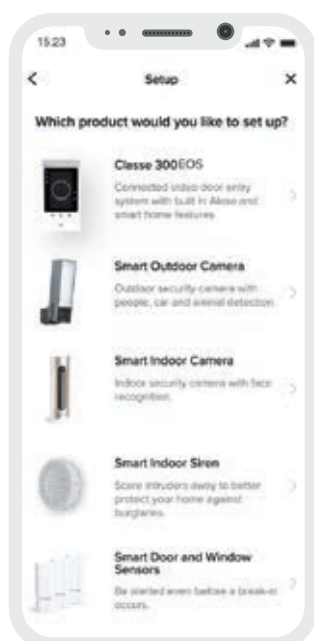 15:23
Setup
Which product would you like to set up?
Classe 300EOS
Connected video door entry
system with built in Alexa and
smart home features
Smart Outdoor Camera
Outdoor security camera with
people, car and animal detection.
Smart Indoor Camera
Indoor security camera with face
recognition.
Smart Indoor Siren
Scare intruders away to better
protect your home against
burglaries.
Smart Door and Window
Sensors
Be alerted even before a break-in
occurs.